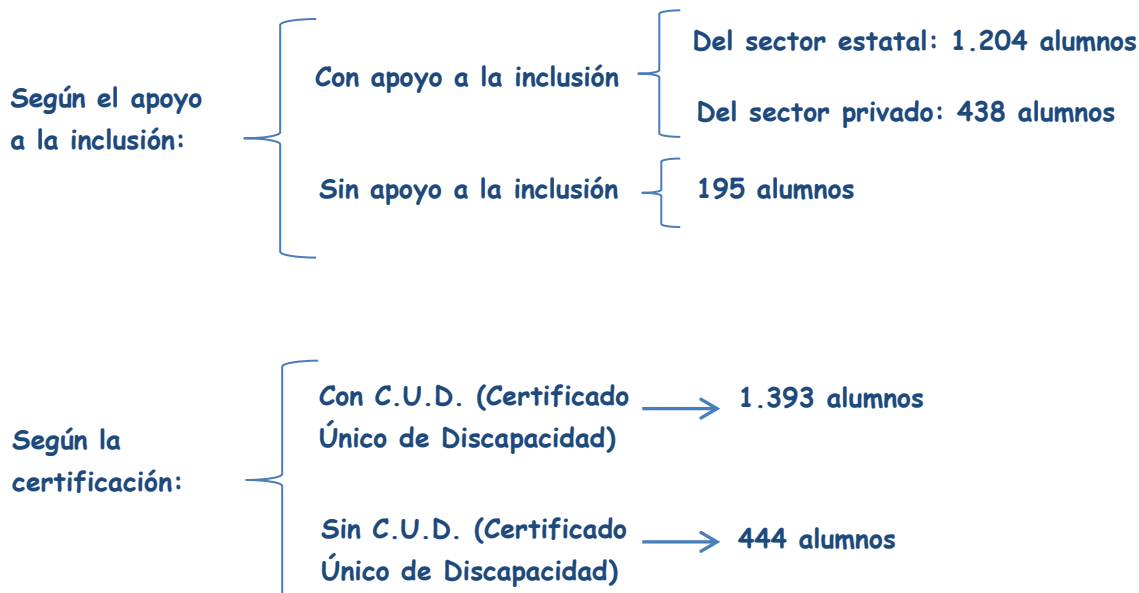 Según el apoyo
a la inclusión:
Con apoyo a la inclusión
Del sector estatal: 1.204 alumnos
Del sector privado: 438 alumnos
Sin apoyo a la inclusión
195 alumnos
Según la
certificación:
Con C.U.D. (Certificado
Único de Discapacidad)
1.393 alumnos
Sin C.U.D. (Certificado
Único de Discapacidad)
444 alumnos